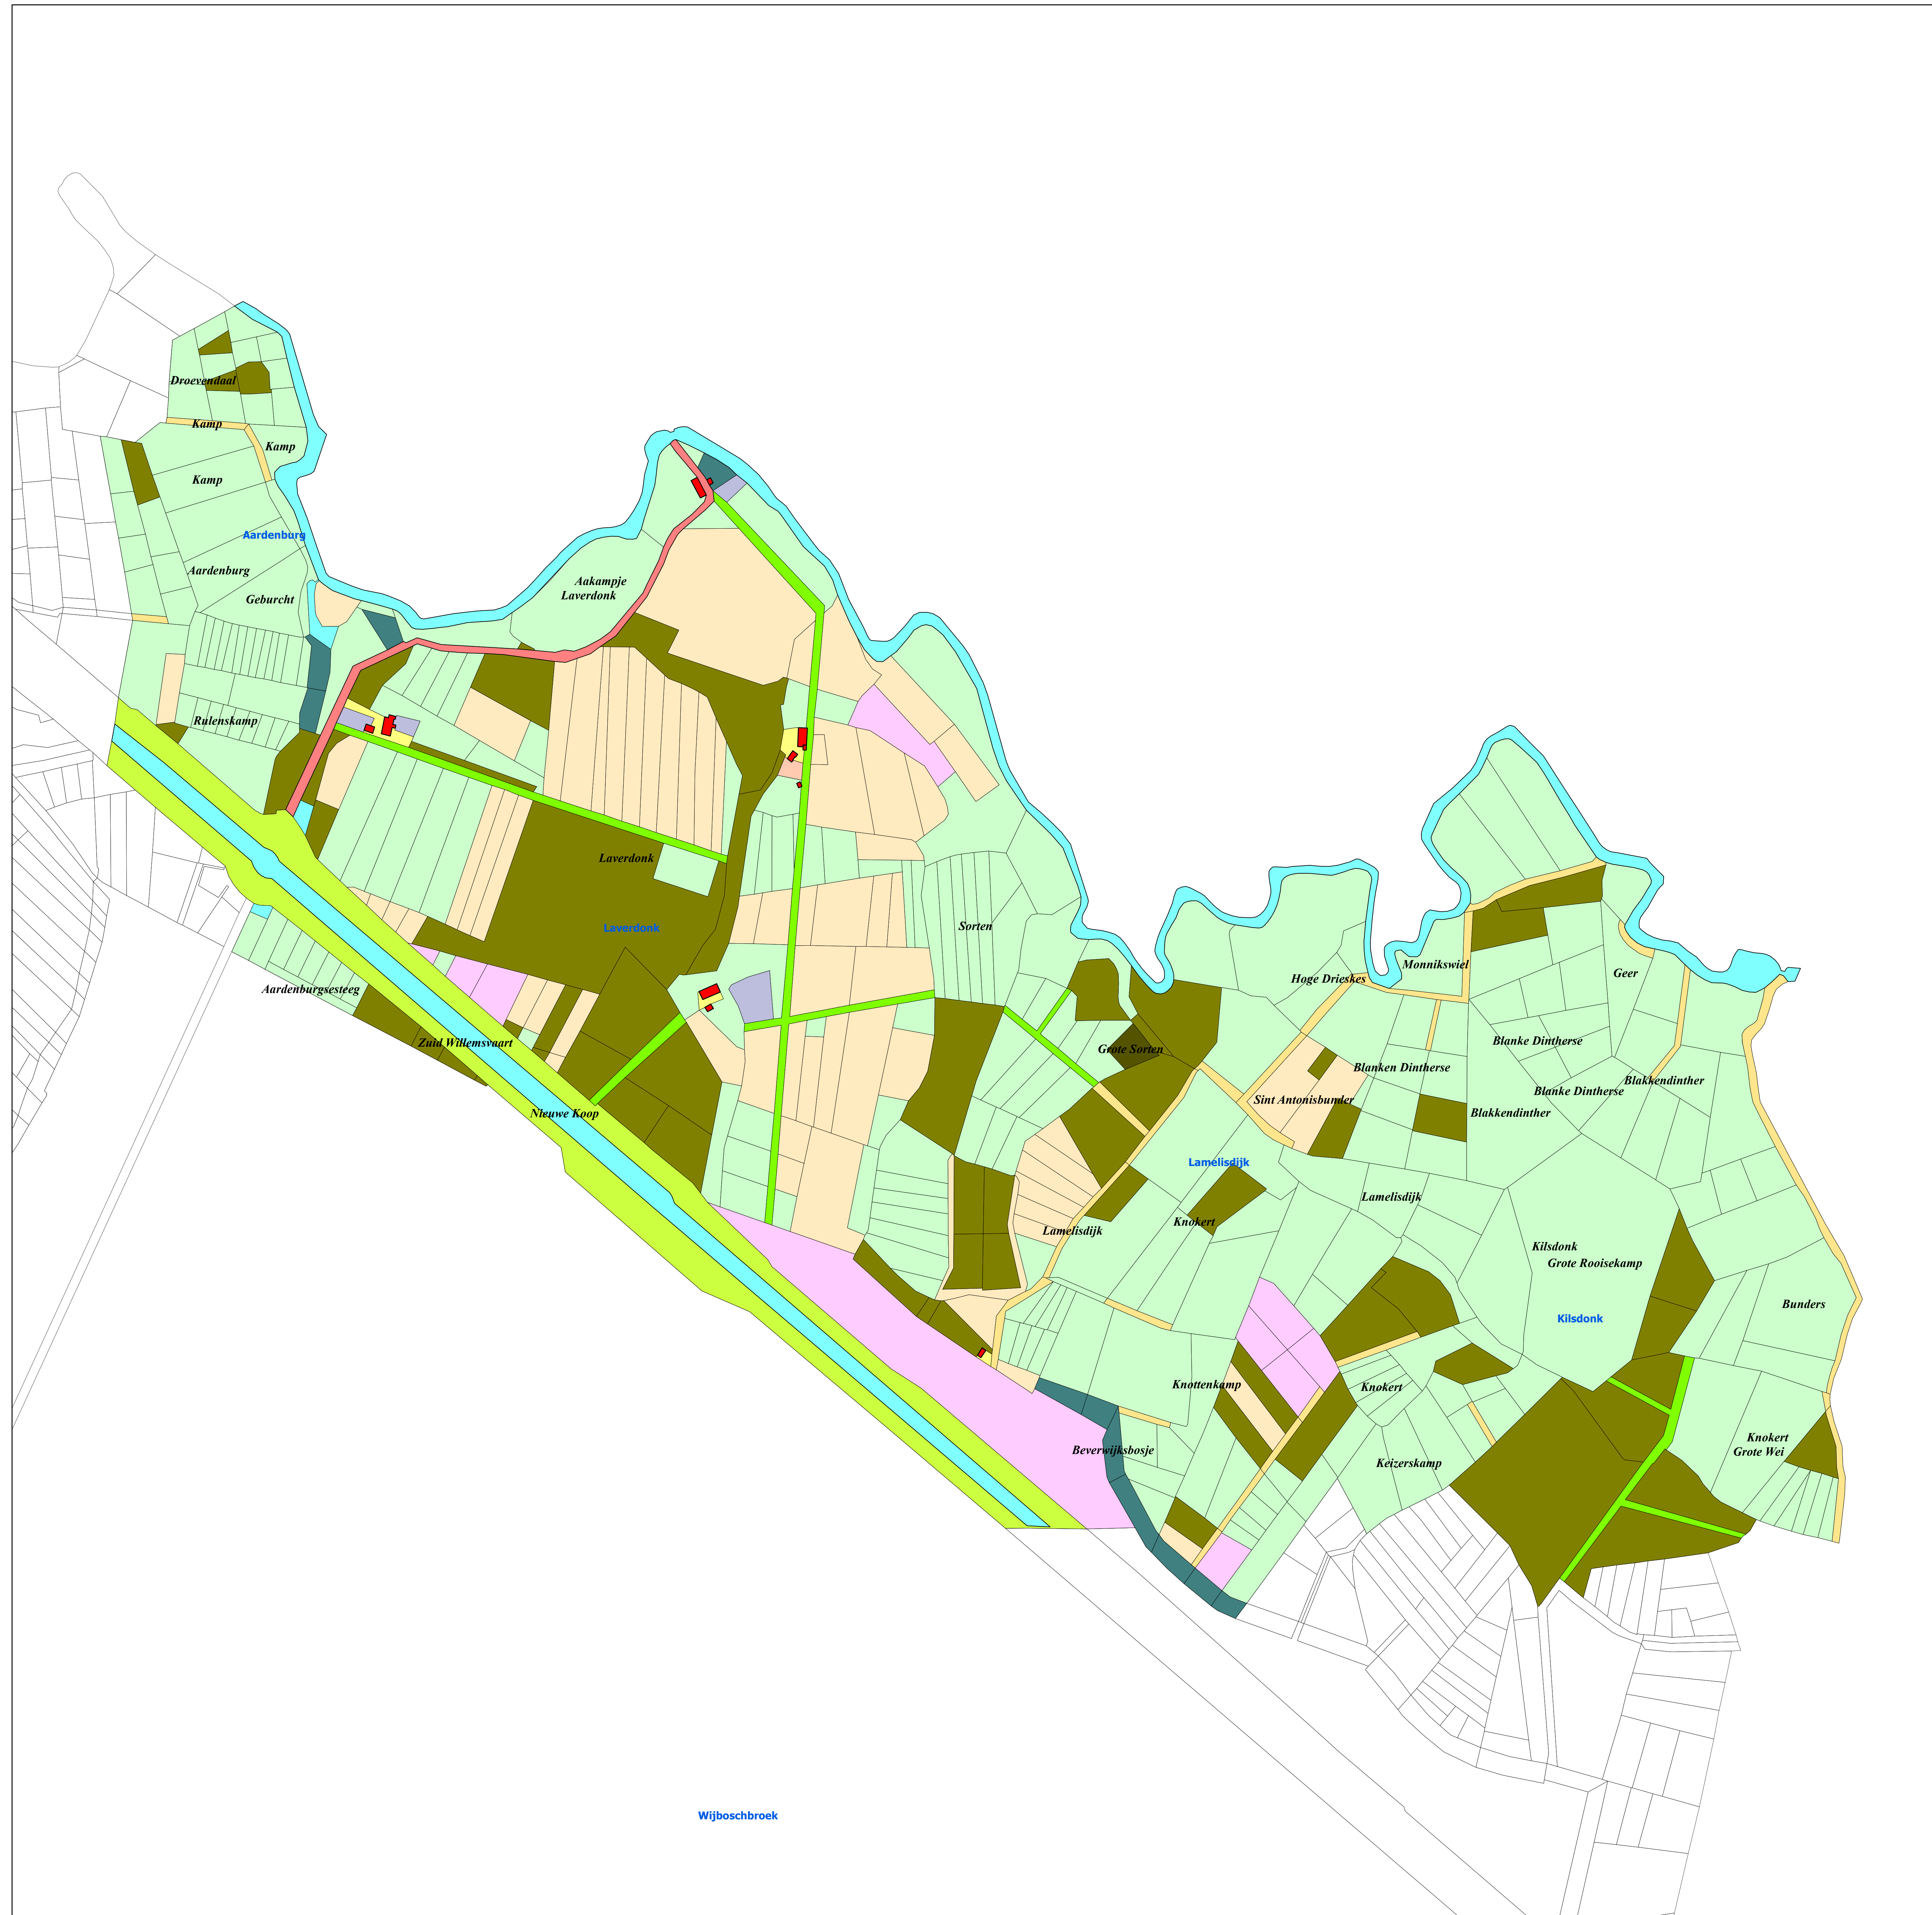 Droevendaal
Kamp
Kamp
Kamp
Aardenburg
Aardenburg
Geburcht
Aakampje
Laverdonk
Rulenskamp
Laverdonk
Laverdonk
Sorten
Aardenburgsesteeg
Zuid Willemsvaart
Nieuwe Koop
Grote Sorten
Hoge Drieskes
Monnikswiel
Geer
Blanke Dintherse
Blanken Dintherse
Blakkendinther
Blanke Dintherse
Sint Antonisbunder
Blakkendinther
Lamelisdijk
Lamelisdijk
Knokert
Lamelisdijk
Kilsdonk
Grote Rooisekamp
Bunders
Kilsdonk
Knottenkamp
Knokert
Beverwijksbosje
Keizerskamp
Knokert
Grote Wei
Wijboschbroek